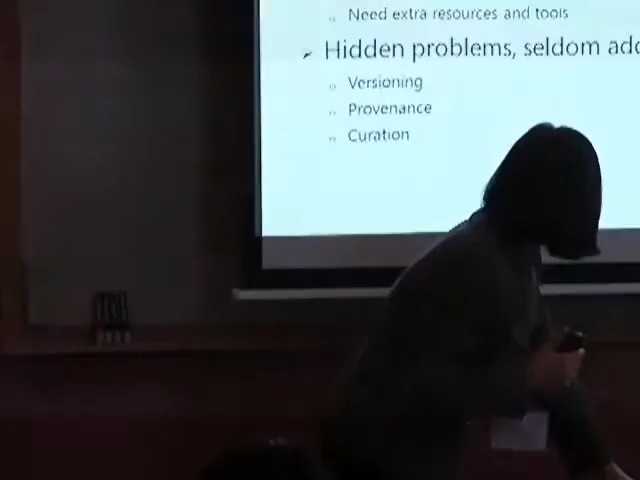 Need extra resources and tools
Hidden problems, seldom
Versioning
Provenance
Curation